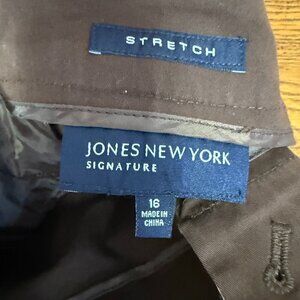 STRETCH
JONES NEW YORK
SIGNATURE
16
MADE IN
CHINA